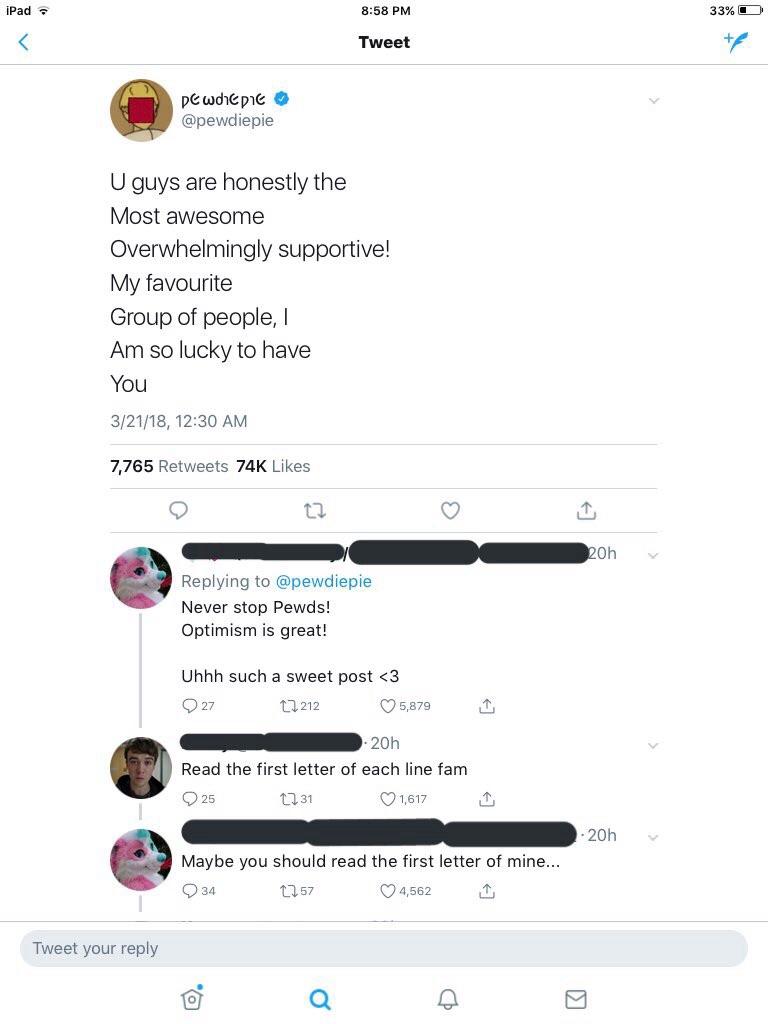 iPad 8:58 PM 33%
Tweet
@pewdiepie
U guys are honestly the
Most awesome
Overwhelmingly supportive!
My favourite
Group of people, I
Am so lucky to have
You
3/21/18, 12:30 AM
7,765 Retweets 74K Likes
20h
Replying to @pewdiepie
Never stop Pewds!
Optimism is great!
Uhhh such a sweet post <3
27 212 5,879
· 20h
Read the first letter of each line fam
25 31 1,617
· 20h
Maybe you should read the first letter of mine...
34 57 4,562
Tweet your reply